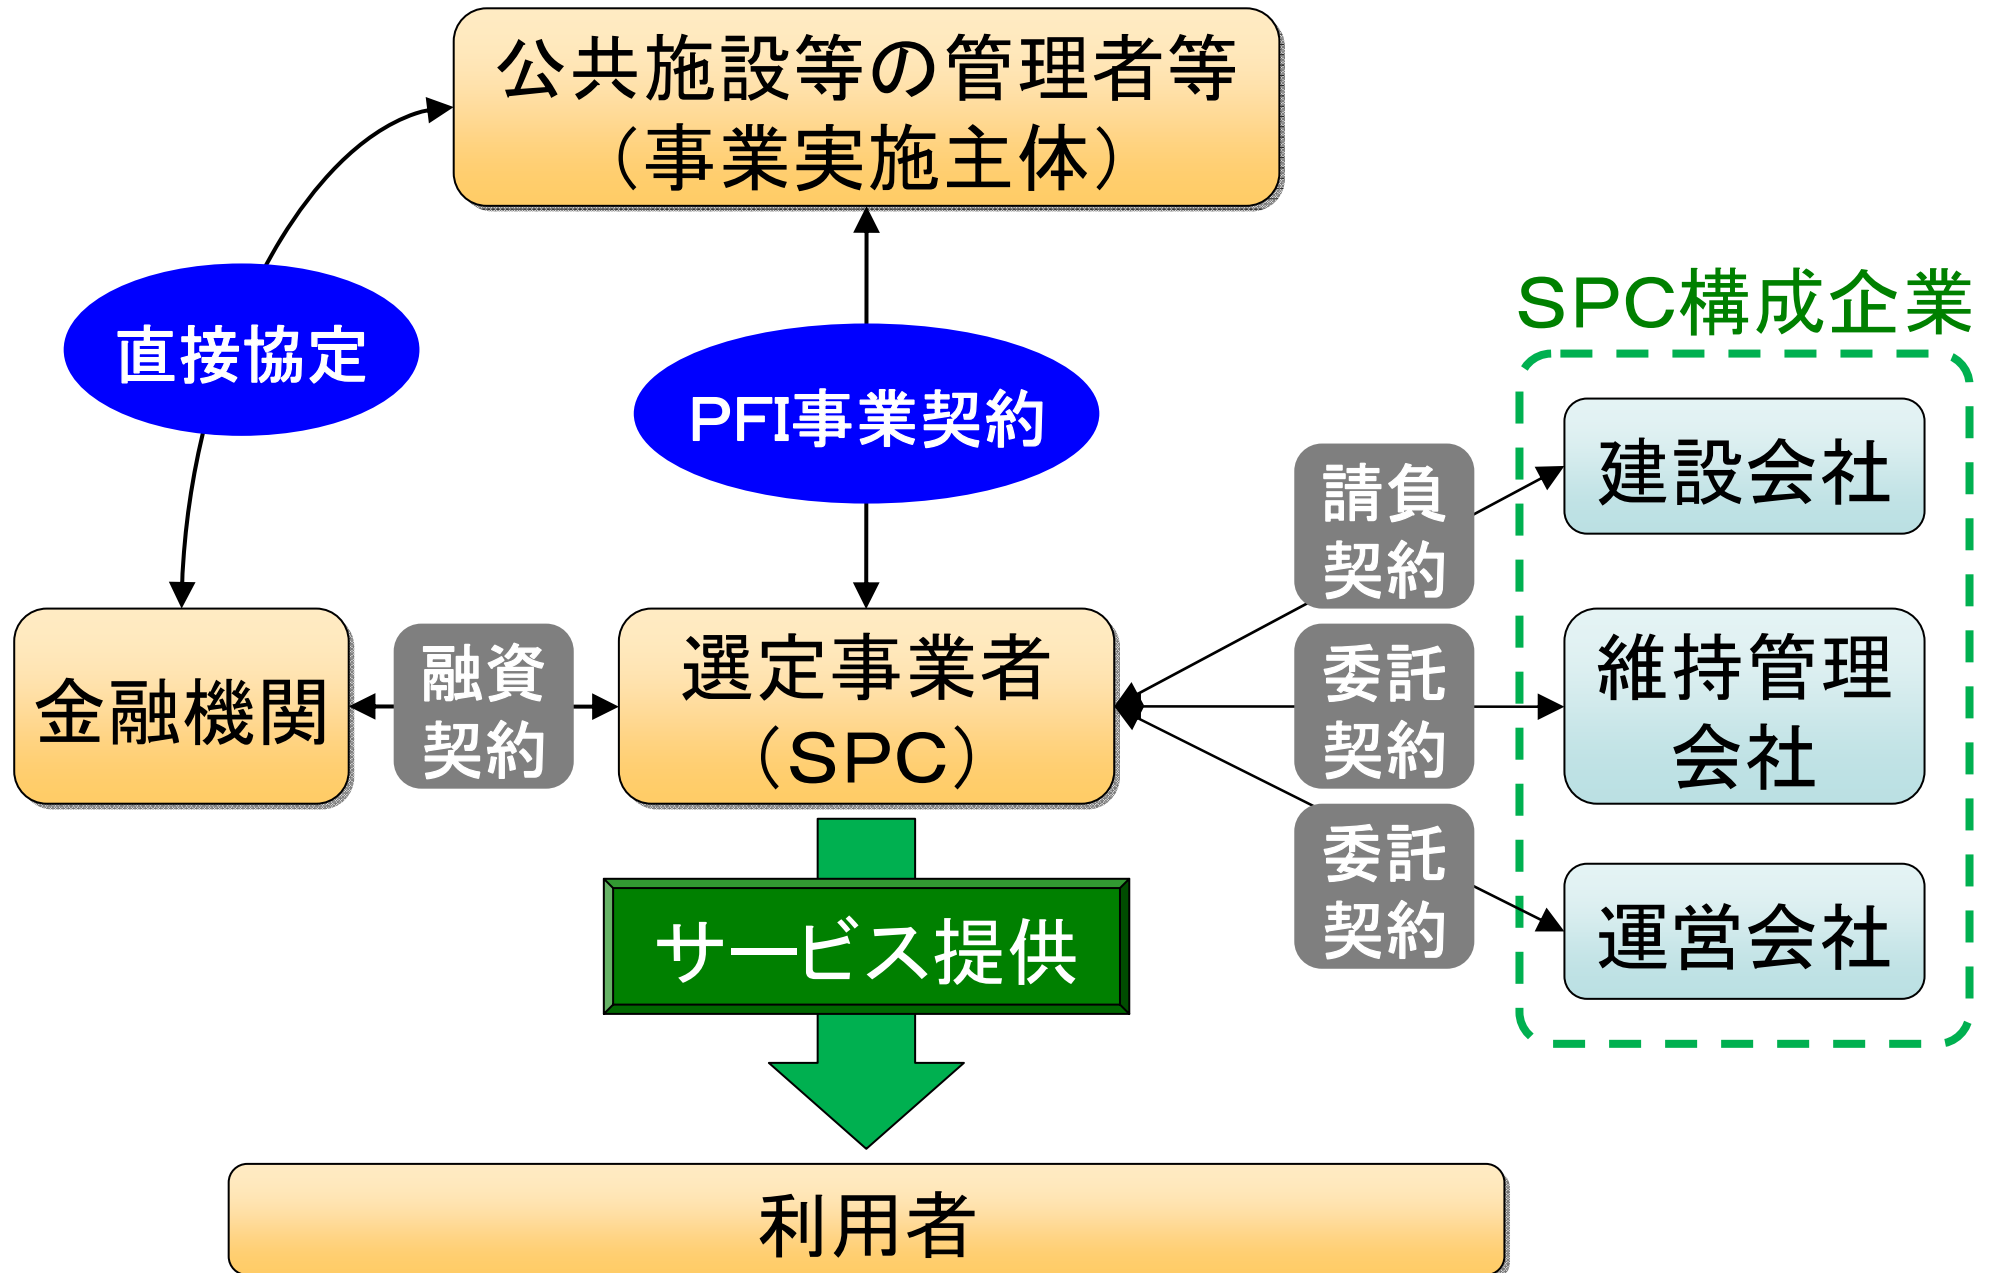 公共施設等の管理者等
（事業実施主体）
直接協定
PFI事業契約
SPC構成企業
建設会社
請負
契約
金融機関
融資
契約
選定事業者
（SPC）
委託
契約
維持管理
会社
委託
契約
運営会社
サービス提供
利用者